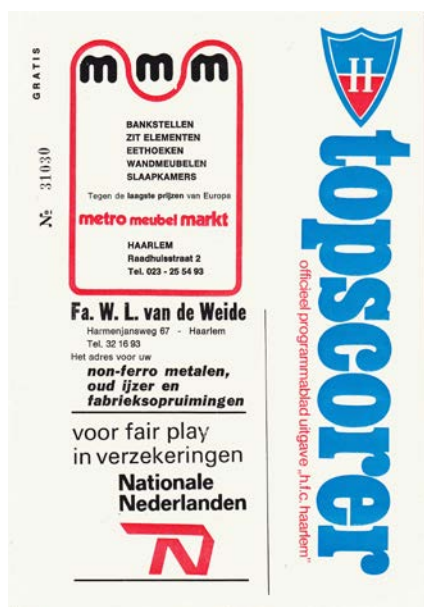 GRATIS
№ 31030
mmm
BANKSTELLEN
ZIT ELEMENTEN
EETHOEKEN
WANDMEUBELEN
SLAAPKAMERS
Tegen de laagste prijzen van Europa
metro meubel markt
HAARLEM
Raadhuisstraat 2
Tel. 023 - 25 54 93
Fa. W. L. van de Weide
Harmenjansweg 67 - Haarlem
Tel. 32 16 93
Het adres voor uw
non-ferro metalen,
oud ijzer en
fabrieksopruimingen
voor fair play
in verzekeringen
Nationale
Nederlanden
N
H
topscorer
officieel programmablad uitgave „h.f.c. haarlem"